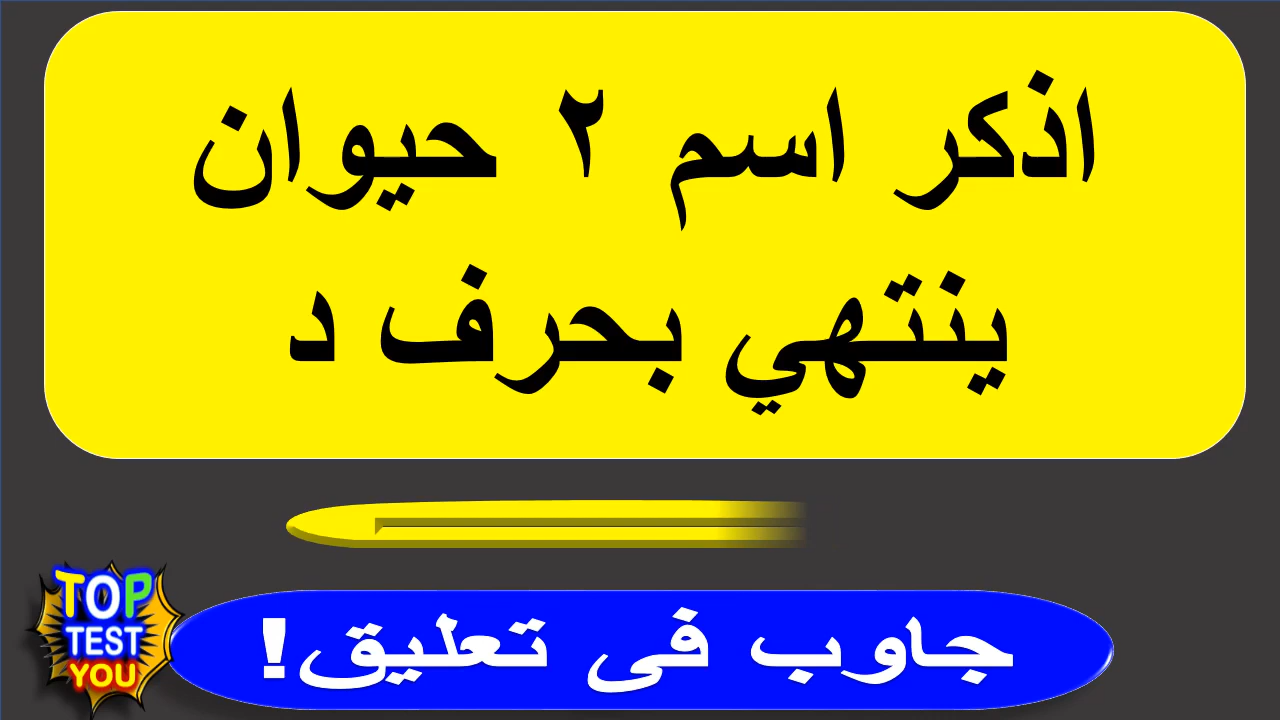 اذكر اسم ٢ حيوان
ينتهي بحرف د
جاوب فى تعليق!
TOP
TEST
YOU